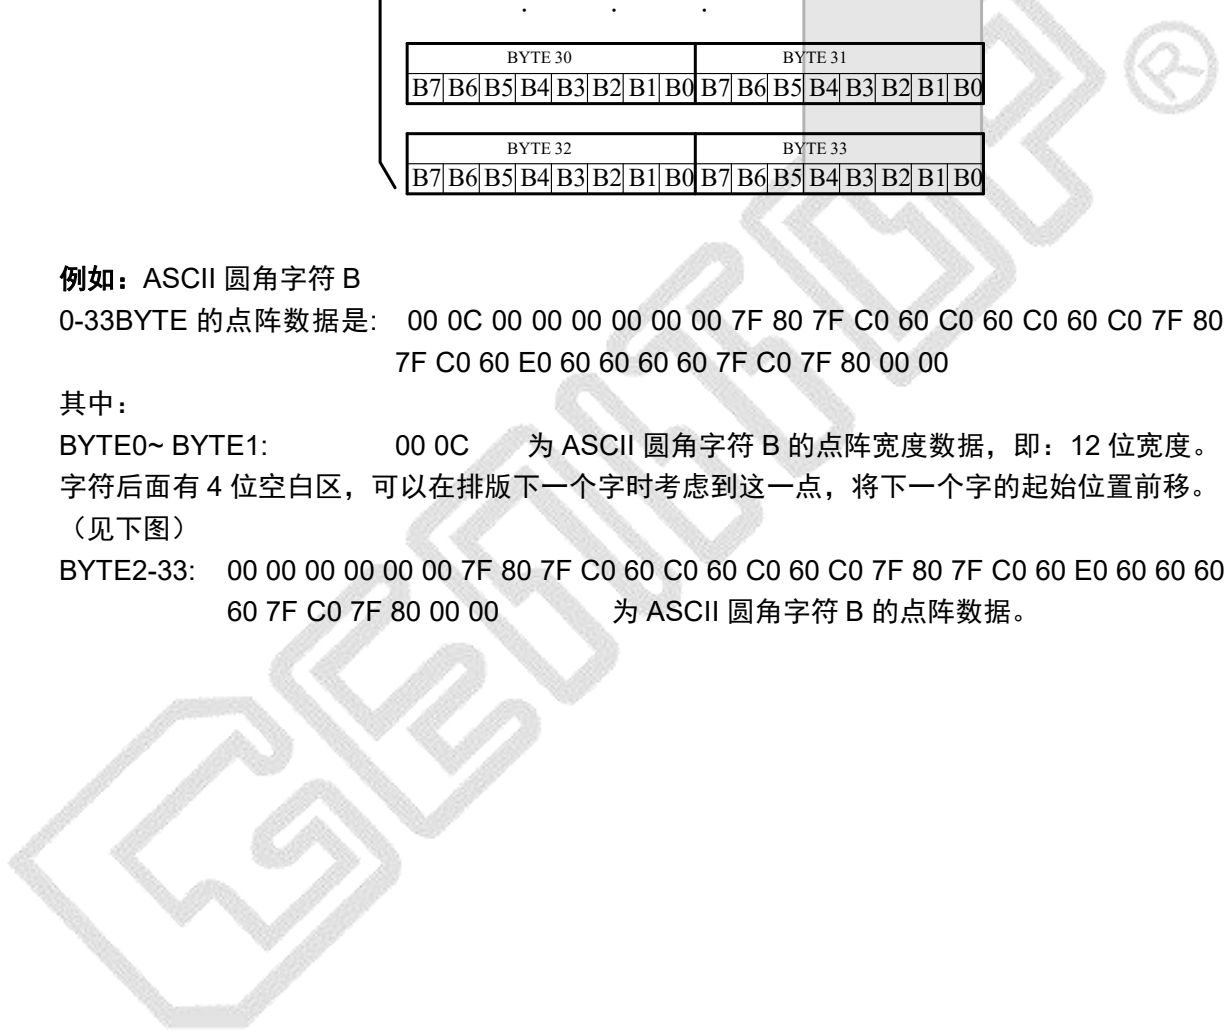 . . .
BYTE 30 BYTE 31
B7 B6 B5 B4 B3 B2 B1 B0 B7 B6 B5 B4 B3 B2 B1 B0
BYTE 32 BYTE 33
B7 B6 B5 B4 B3 B2 B1 B0 B7 B6 B5 B4 B3 B2 B1 B0
例如：ASCII 圆角字符 B
0-33BYTE 的点阵数据是: 00 0C 00 00 00 00 00 00 7F 80 7F C0 60 C0 60 C0 60 C0 7F 80
7F C0 60 E0 60 60 60 60 7F C0 7F 80 00 00
其中：
BYTE0~ BYTE1: 00 0C 为 ASCII 圆角字符 B 的点阵宽度数据，即：12 位宽度。
字符后面有 4 位空白区，可以在排版下一个字时考虑到这一点，将下一个字的起始位置前移。
（见下图）
BYTE2-33: 00 00 00 00 00 00 7F 80 7F C0 60 C0 60 C0 60 C0 7F 80 7F C0 60 E0 60 60 60
60 7F C0 7F 80 00 00 为 ASCII 圆角字符 B 的点阵数据。